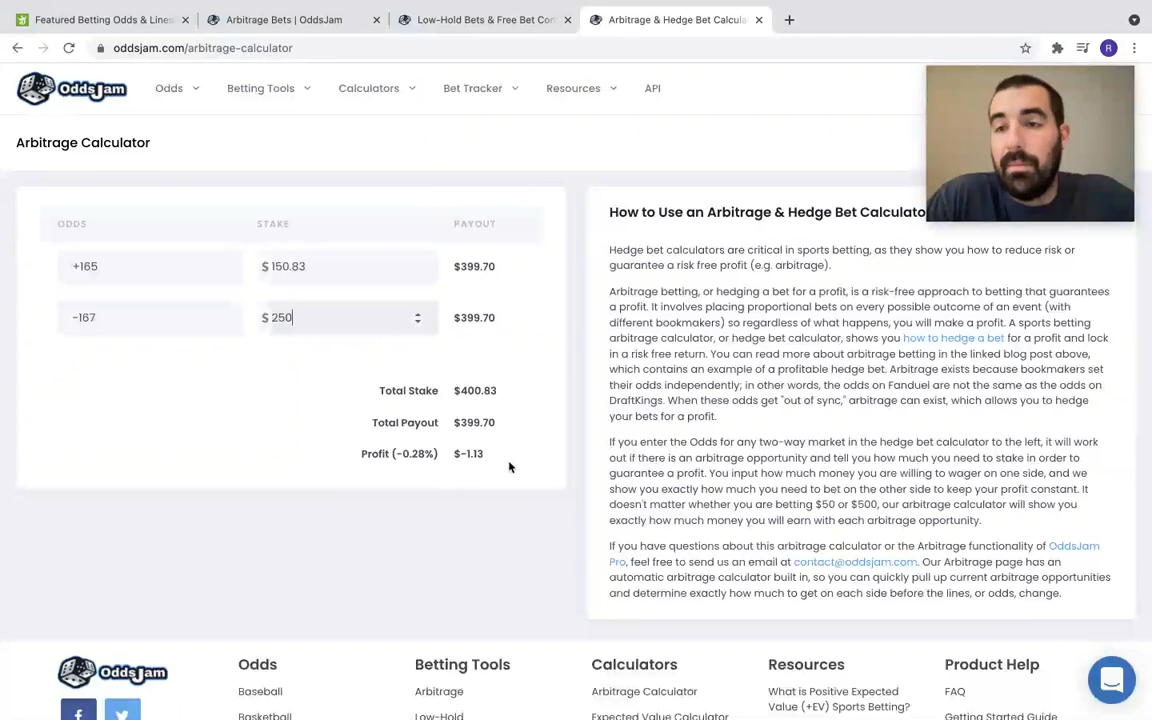 Featured Betting Odds & Lines
Arbitrage Bets | OddsJam
Low-Hold Bets & Free Bet Con
Arbitrage & Hedge Bet Calcula
oddsjam.com/arbitrage-calculator
R
OddsJam
Odds
Betting Tools
Calculators
Bet Tracker
Resources
API
Arbitrage Calculator
ODDS STAKE PAYOUT
+165 $ 150.83 $399.70
-167 $ 250 $399.70
Total Stake $400.83
Total Payout $399.70
Profit (-0.28%) $-1.13
How to Use an Arbitrage & Hedge Bet Calculato
Hedge bet calculators are critical in sports betting, as they show you how to reduce risk or
guarantee a risk free profit (e.g. arbitrage).
Arbitrage betting, or hedging a bet for a profit, is a risk-free approach to betting that guarantees
a profit. It involves placing proportional bets on every possible outcome of an event (with
different bookmakers) so regardless of what happens, you will make a profit. A sports betting
arbitrage calculator, or hedge bet calculator, shows you how to hedge a bet for a profit and lock
in a risk free return. You can read more about arbitrage betting in the linked blog post above,
which contains an example of a profitable hedge bet. Arbitrage exists because bookmakers set
their odds independently; in other words, the odds on Fanduel are not the same as the odds on
DraftKings. When these odds get "out of sync," arbitrage can exist, which allows you to hedge
your bets for a profit.
If you enter the Odds for any two-way market in the hedge bet calculator to the left, it will work
out if there is an arbitrage opportunity and tell you how much you need to stake in order to
guarantee a profit. You input how much money you are willing to wager on one side, and we
show you exactly how much you need to bet on the other side to keep your profit constant. It
doesn't matter whether you are betting $50 or $500, our arbitrage calculator will show you
exactly how much money you will earn with each arbitrage opportunity.
If you have questions about this arbitrage calculator or the Arbitrage functionality of OddsJam
Pro, feel free to send us an email at contact@oddsjam.com. Our Arbitrage page has an
automatic arbitrage calculator built in, so you can quickly pull up current arbitrage opportunities
and determine exactly how much to get on each side before the lines, or odds, change.
OddsJam
Odds
Baseball
Basketball
Betting Tools
Arbitrage
Low-Hold
Calculators
Arbitrage Calculator
Expected Value Calculator
Resources
What is Positive Expected
Value (+EV) Sports Betting?
Product Help
FAQ
Getting Started Guide